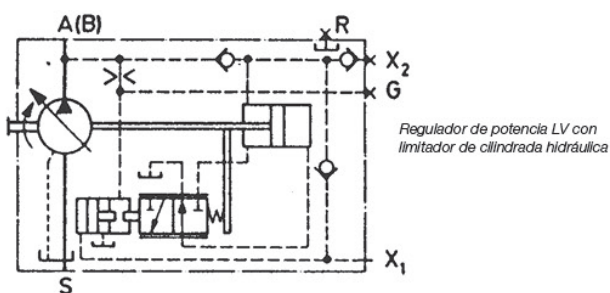 A(B)
R
X₂
G
Regulador de potencia LV con
limitador de cilindrada hidráulica
X₁
S